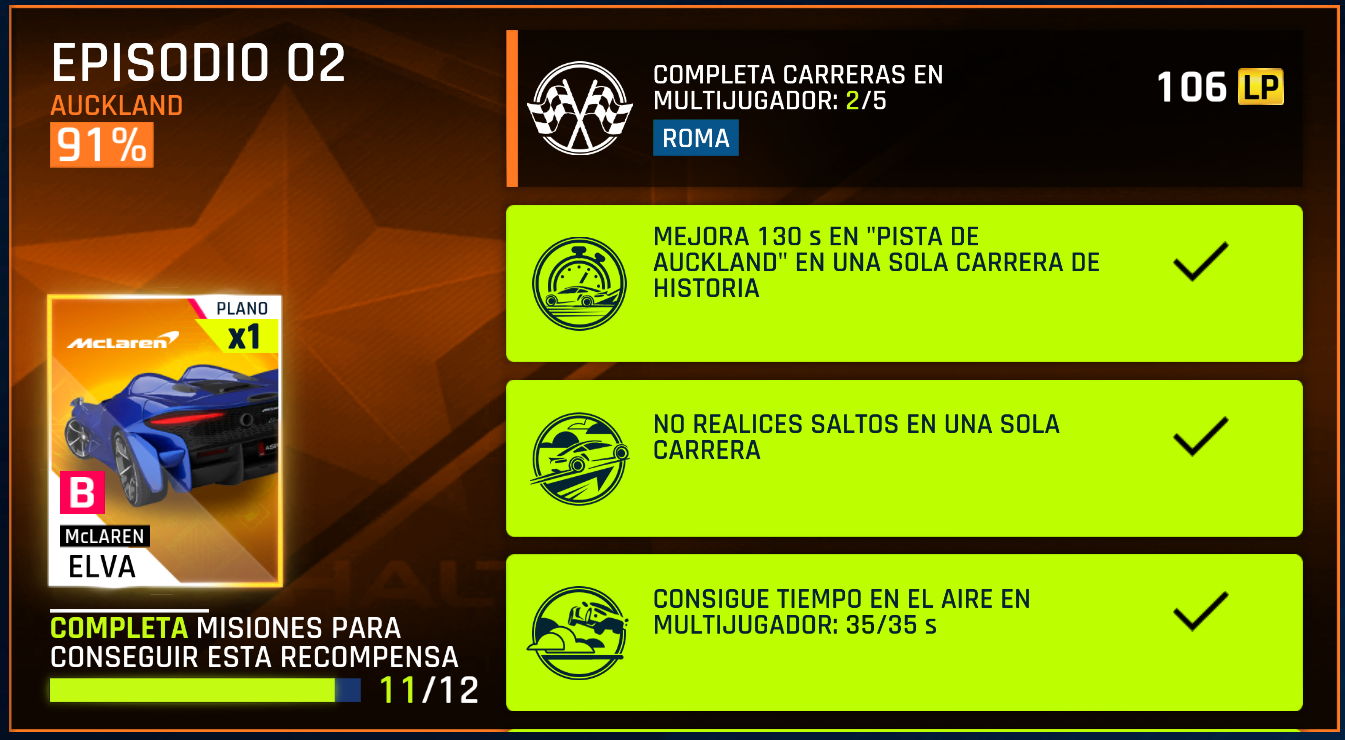 EPISODIO 02
AUCKLAND
91%
PLANO
x1
McLaren
B
McLAREN
ELVA
COMPLETA MISIONES PARA
CONSEGUIR ESTA RECOMPENSA
11/12
COMPLETA CARRERAS EN
MULTIJUGADOR: 2/5
ROMA
106 LP
MEJORA 130 s EN "PISTA DE
AUCKLAND" EN UNA SOLA CARRERA DE
HISTORIA
NO REALICES SALTOS EN UNA SOLA
CARRERA
CONSIGUE TIEMPO EN EL AIRE EN
MULTIJUGADOR: 35/35 s